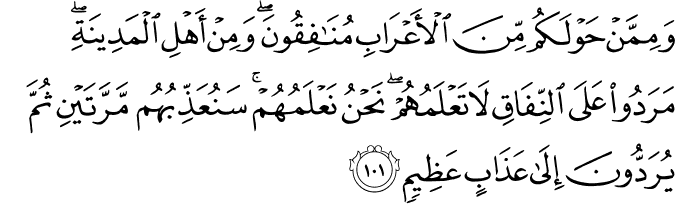 وَمِمَّنْ حَوْلَكُم مِّنَ ٱلْأَعْرَابِ مُنَٰفِقُونَ ۖ وَمِنْ أَهْلِ ٱلْمَدِينَةِ ۖ
مَرَدُوا۟ عَلَى ٱلنِّفَاقِ لَا تَعْلَمُهُمْ ۖ نَحْنُ نَعْلَمُهُمْ ۚ سَنُعَذِّبُهُم مَّرَّتَيْنِ ثُمَّ
يُرَدُّونَ إِلَىٰ عَذَابٍ عَظِيمٍ ١٠١